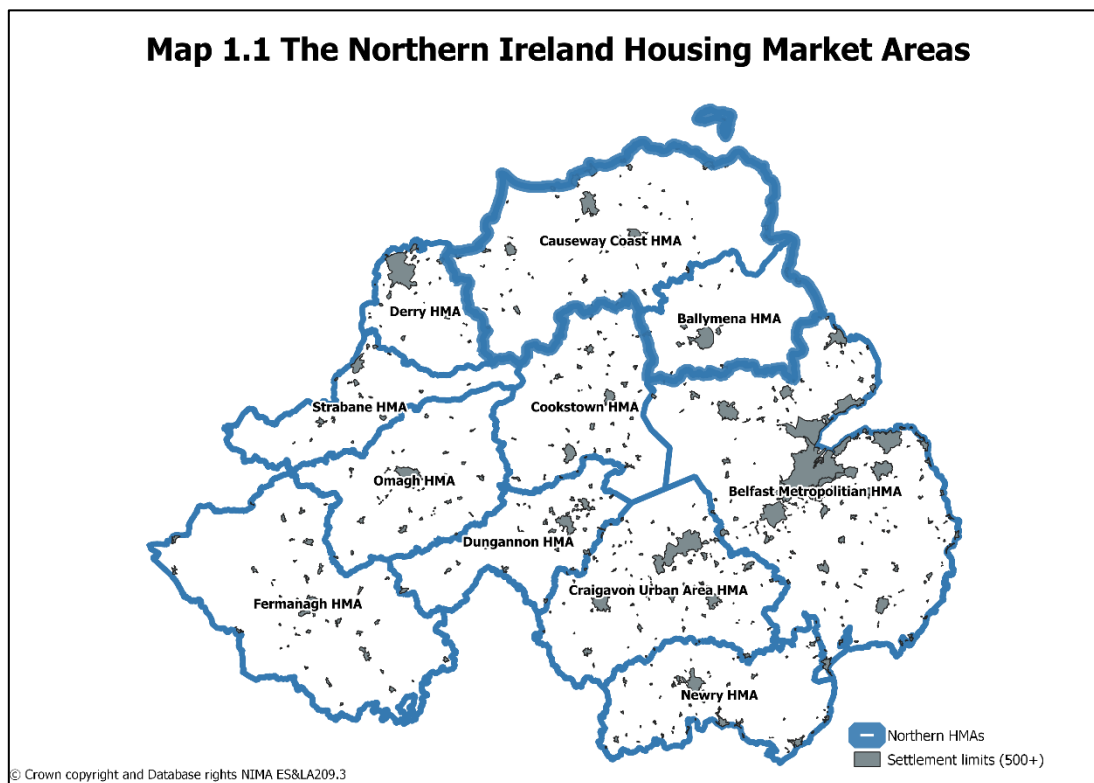 Map 1.1 The Northern Ireland Housing Market Areas
Causeway Coast HMA
Derry HMA
Ballymena HMA
Strabane HMA
Cookstown HMA
Omagh HMA
Belfast Metropolitian HMA
Dungannon HMA
Craigavon Urban Area HMA
Fermanagh HMA
Newry HMA
Northern HMAs
Settlement limits (500+)
© Crown copyright and Database rights NIMA ES&LA209.3